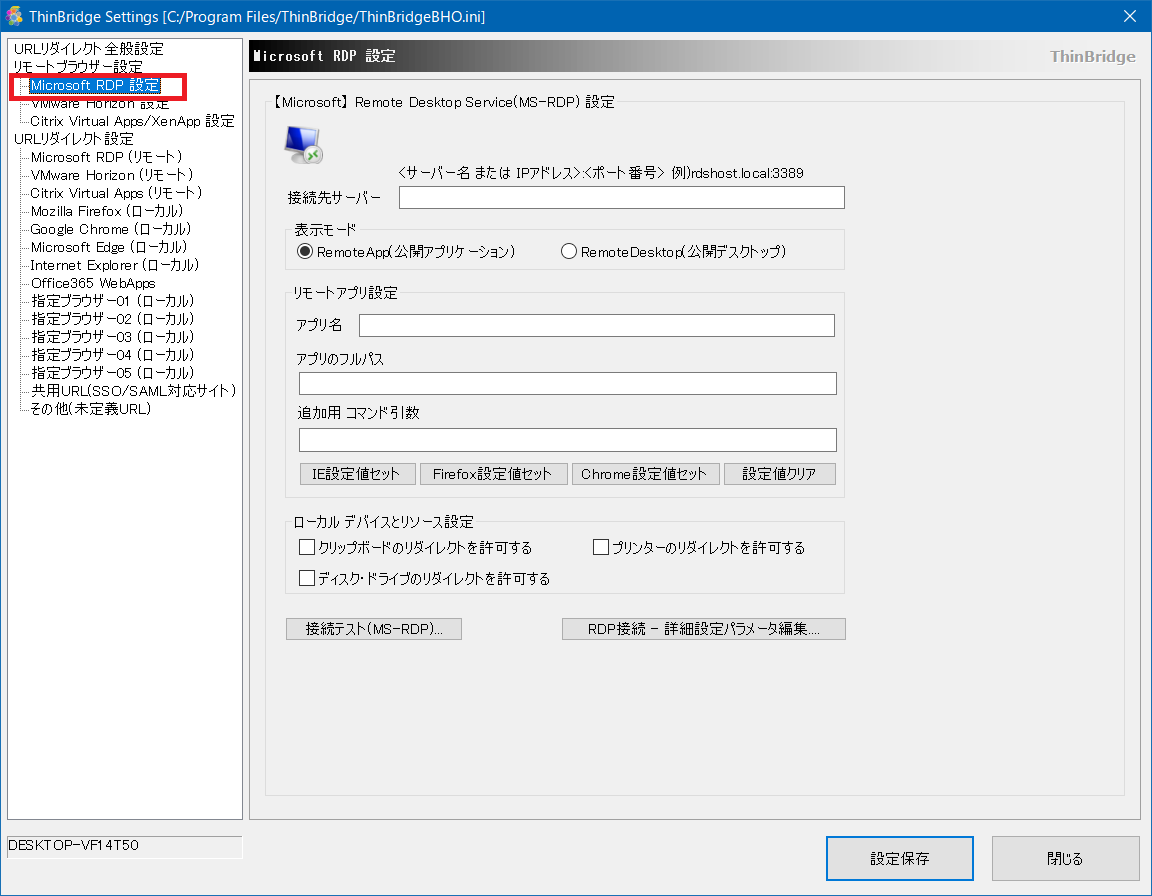 ThinBridge Settings [C:/Program Files/ThinBridge/ThinBridgeBHO.ini]
URLリダイレクト 全般設定
リモートブラウザー設定
Microsoft RDP 設定
VMware Horizon 設定
Citrix Virtual Apps/XenApp 設定
URLリダイレクト設定
Microsoft RDP (リモート)
VMware Horizon (リモート)
Citrix Virtual Apps (リモート)
Mozilla Firefox (ローカル)
Google Chrome (ローカル)
Microsoft Edge (ローカル)
Internet Explorer (ローカル)
Office365 WebApps
指定ブラウザー01 (ローカル)
指定ブラウザー02 (ローカル)
指定ブラウザー03 (ローカル)
指定ブラウザー04 (ローカル)
指定ブラウザー05 (ローカル)
共用URL(SSO/SAML対応サイト)
その他(未定義URL)
DESKTOP-VF14T50
Microsoft RDP 設定
ThinBridge
【Microsoft】 Remote Desktop Service(MS-RDP) 設定
<サーバー名 または IPアドレス>:<ポート番号> 例)rdshost.local:3389
接続先サーバー
表示モード
RemoteApp(公開アプリケーション) RemoteDesktop(公開デスクトップ)
リモートアプリ設定
アプリ名
アプリのフルパス
追加用 コマンド引数
IE設定値セット Firefox設定値セット Chrome設定値セット 設定値クリア
ローカル デバイスとリソース設定
クリップボードのリダイレクトを許可する プリンターのリダイレクトを許可する
ディスク・ドライブのリダイレクトを許可する
接続テスト(MS-RDP)... RDP接続 - 詳細設定パラメータ編集....
設定保存 閉じる